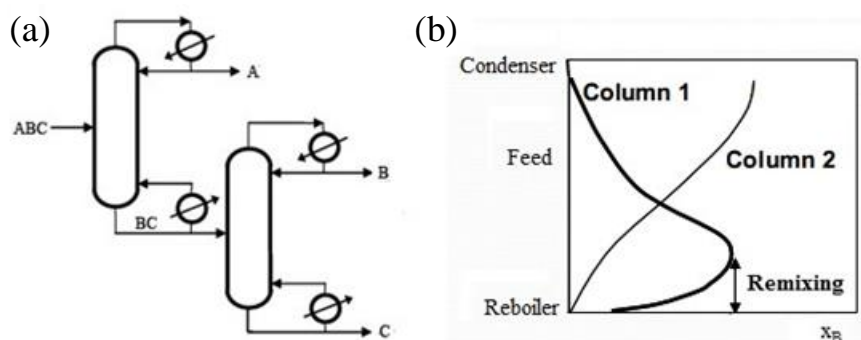 (a)
A
ABC
BC
B
C
(b)
Condenser
Column 1
Feed
Column 2
Remixing
Reboiler
x_B